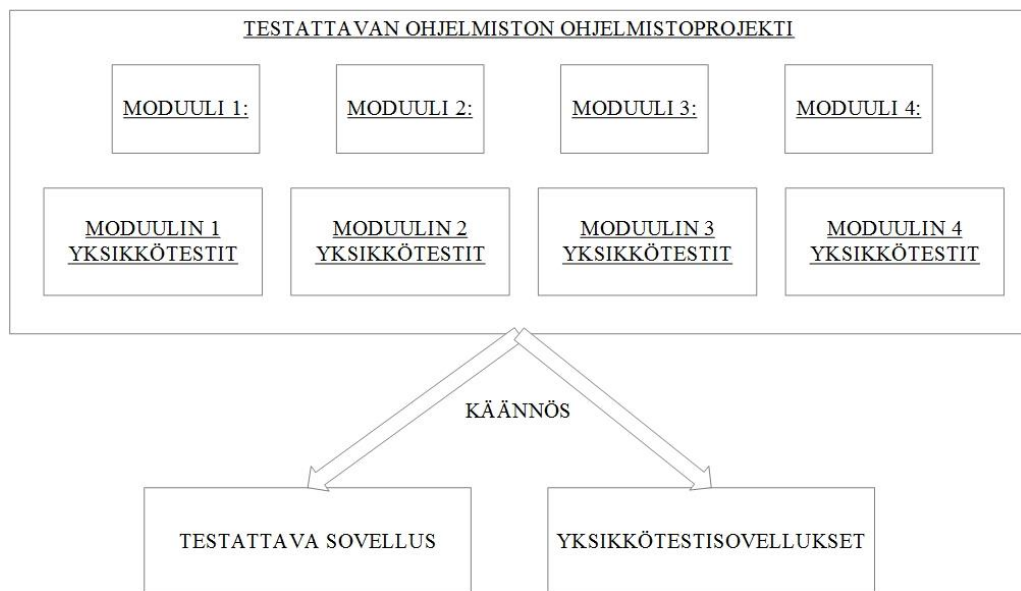 TESTATTAVAN OHJELMISTON OHJELMISTOPROJEKTI
MODUULI 1:
MODUULI 2:
MODUULI 3:
MODUULI 4:
MODUULIN 1
YKSIKKÖTESTIT
MODUULIN 2
YKSIKKÖTESTIT
MODUULIN 3
YKSIKKÖTESTIT
MODUULIN 4
YKSIKKÖTESTIT
KÄÄNNÖS
TESTATTAVA SOVELLUS
YKSIKKÖTESTISOVELLUKSET